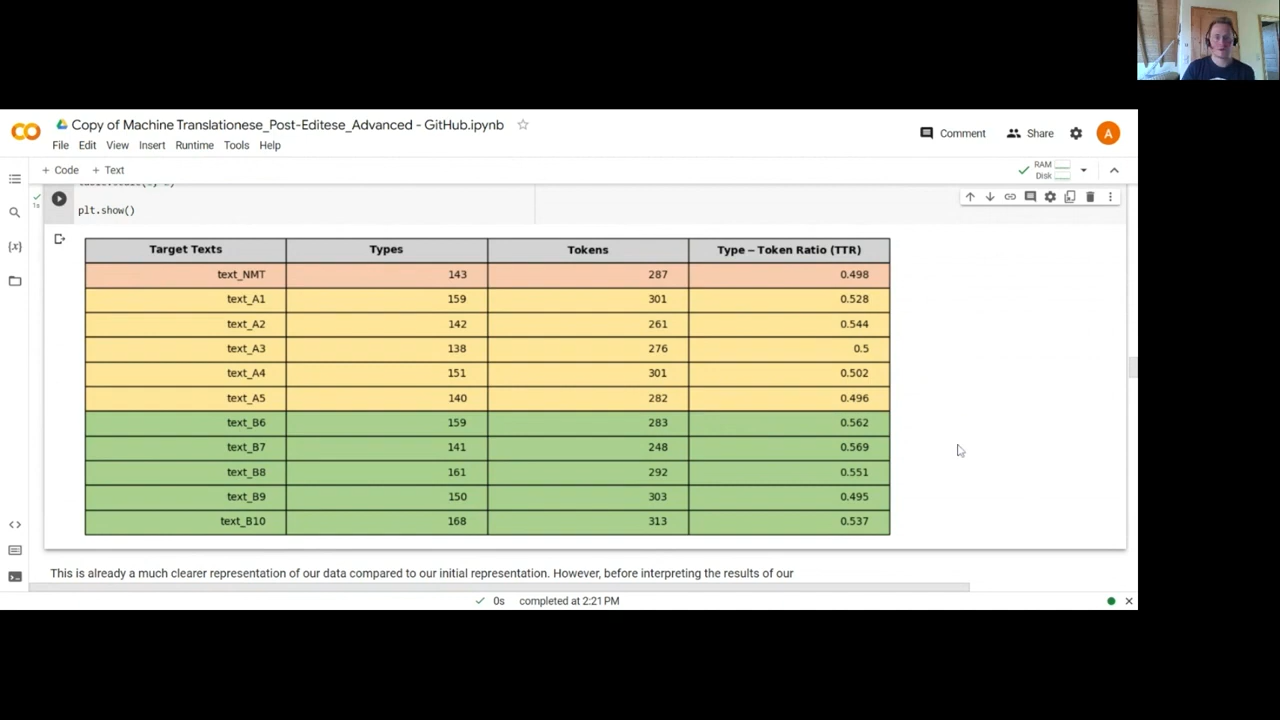 Copy of Machine Translationese_Post-Editese_Advanced - GitHub.ipynb
File Edit View Insert Runtime Tools Help
Comment Share A
+ Code + Text
RAM
Disk
1s
plt.show()
Target Texts Types Tokens Type – Token Ratio (TTR)
text_NMT 143 287 0.498
text_A1 159 301 0.528
text_A2 142 261 0.544
text_A3 138 276 0.5
text_A4 151 301 0.502
text_A5 140 282 0.496
text_B6 159 283 0.562
text_B7 141 248 0.569
text_B8 161 292 0.551
text_B9 150 303 0.495
text_B10 168 313 0.537
This is already a much clearer representation of our data compared to our initial representation. However, before interpreting the results of our
0s completed at 2:21 PM